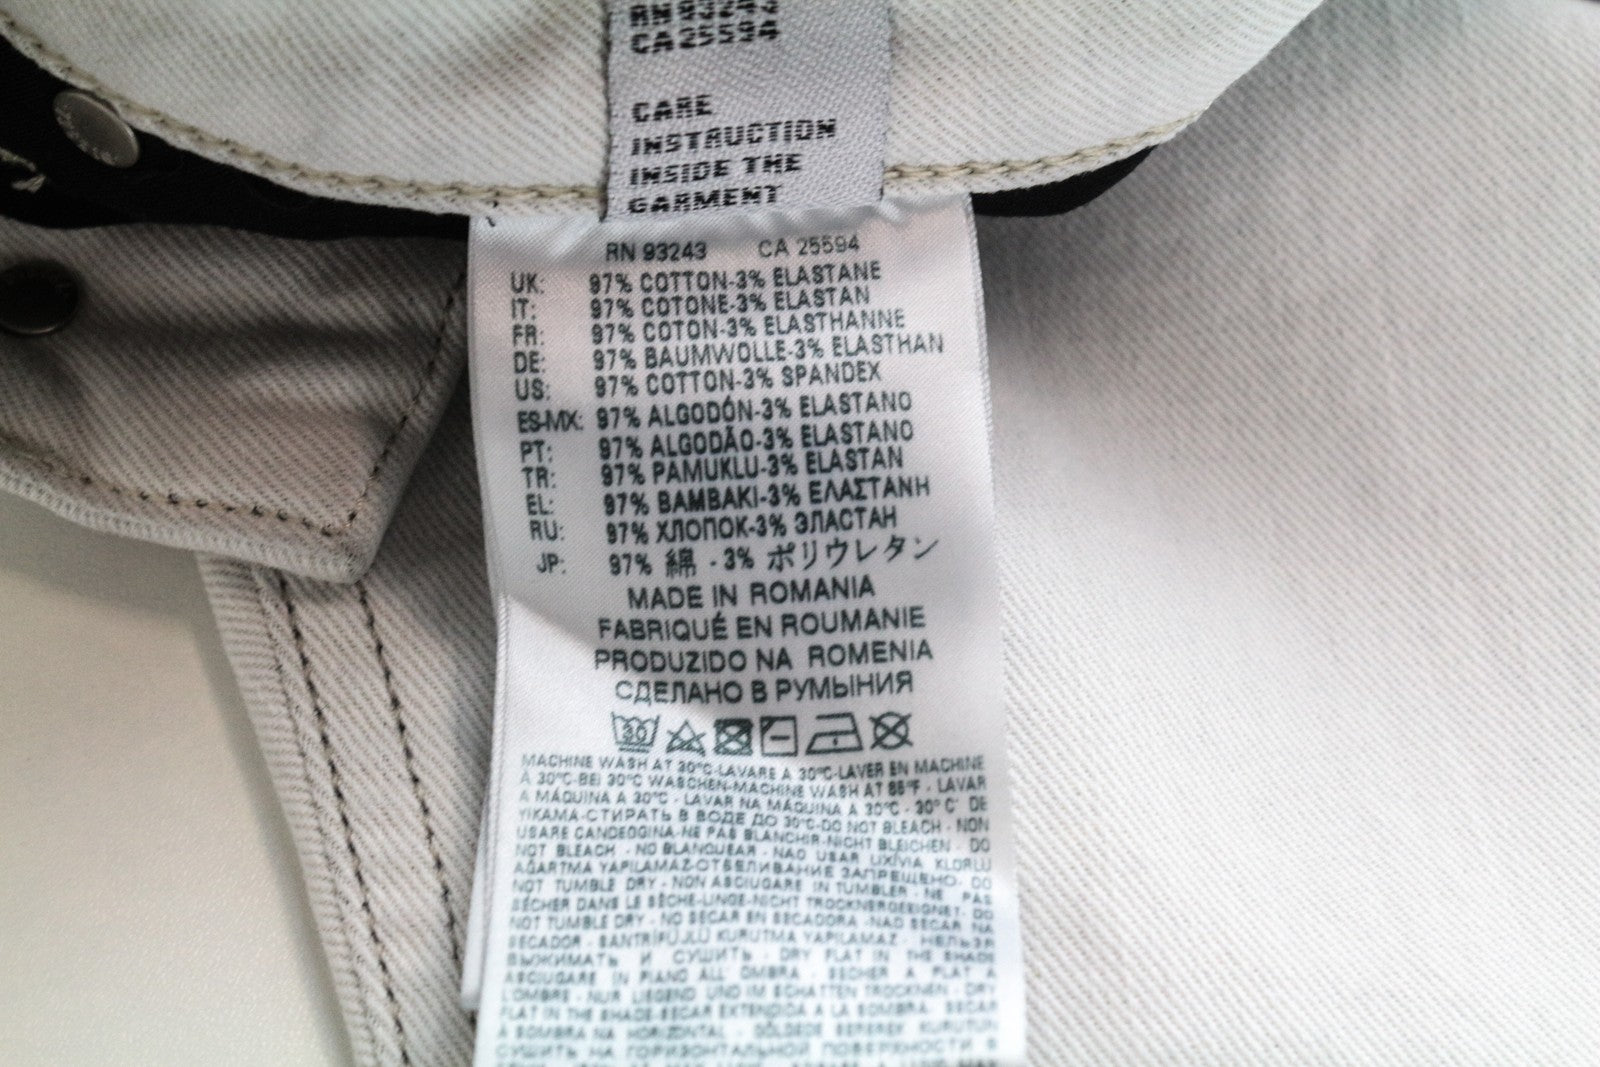 CA 25594
CARE
INSTRUCTION
INSIDE THE
GARMENT
RN 93243 CA 25594
UK: 97% COTTON-3% ELASTANE
IT: 97% COTONE-3% ELASTAN
FR: 97% COTON-3% ELASTHANNE
DE: 97% BAUMWOLLE-3% ELASTHAN
US: 97% COTTON-3% SPANDEX
ES-MX: 97% ALGODÓN-3% ELASTANO
PT: 97% ALGODÃO-3% ELASTANO
TR: 97% PAMUKLU-3% ELASTAN
EL: 97% BAMBAKI-3% ΕΛΑΣΤΑΝΗ
RU: 97% ХЛОПОК-3% ЭЛАСТАН
JP: 97% 綿 - 3% ポリウレタン
MADE IN ROMANIA
FABRIQUÉ EN ROUMANIE
PRODUZIDO NA ROMENIA
СДЕЛАНО В РУМЫНИЯ
30
MACHINE WASH AT 30°C-LAVARE A 30°C-LAVER EN MACHINE
A 30°C-BEI 30°C WASCHEN-MACHINE WASH AT 86°F - LAVAR
A MÁQUINA A 30°C - LAVAR NA MÁQUINA A 30°C - 30° C' DE
YIKAMA-СТИРАТЬ В ВОДЕ ДО 30°C-DO NOT BLEACH - NON
USARE CANDEGGINA-NE PAS BLANCHIR-NICHT BLEICHEN - DO
NOT BLEACH - NO BLANQUEAR - NAO USAR LIXÍVIA KLORLU
AĞARTMA YAPILAMAZ-ОТБЕЛИВАНИЕ ЗАПРЕЩЕНО- DO
NOT TUMBLE DRY - NON ASCIUGARE IN TUMBLER - NE PAS
SÉCHER DANS LE SÈCHE-LINGE-NICHT TROCKNERGEEIGNET- DO
NOT TUMBLE DRY - NO SECAR EN SECADORA -NAO SECAR NA
SECADOR - SANTRİFÜJLÜ KURUTMA YAPILAMAZ - НЕЛЬЗЯ
ВЫЖИМАТЬ И СУШИТЬ - DRY FLAT IN THE SHADE
ASCIUGARE IN PIANO ALL' OMBRA - SECHER A PLAT A
L'OMBRE - NUR LIEGEND UND IM SCHATTEN TROCKNEN - DRY
FLAT IN THE SHADE-SECAR EXTENDIDA A LA SOMBRA -
A SOMBRA NA HORIZONTAL - GÖLGEDE SEREREK KURUTUN
СУШИТЬ НА ГОРИЗОНТАЛЬНОЙ ПОВЕРХНОСТИ В